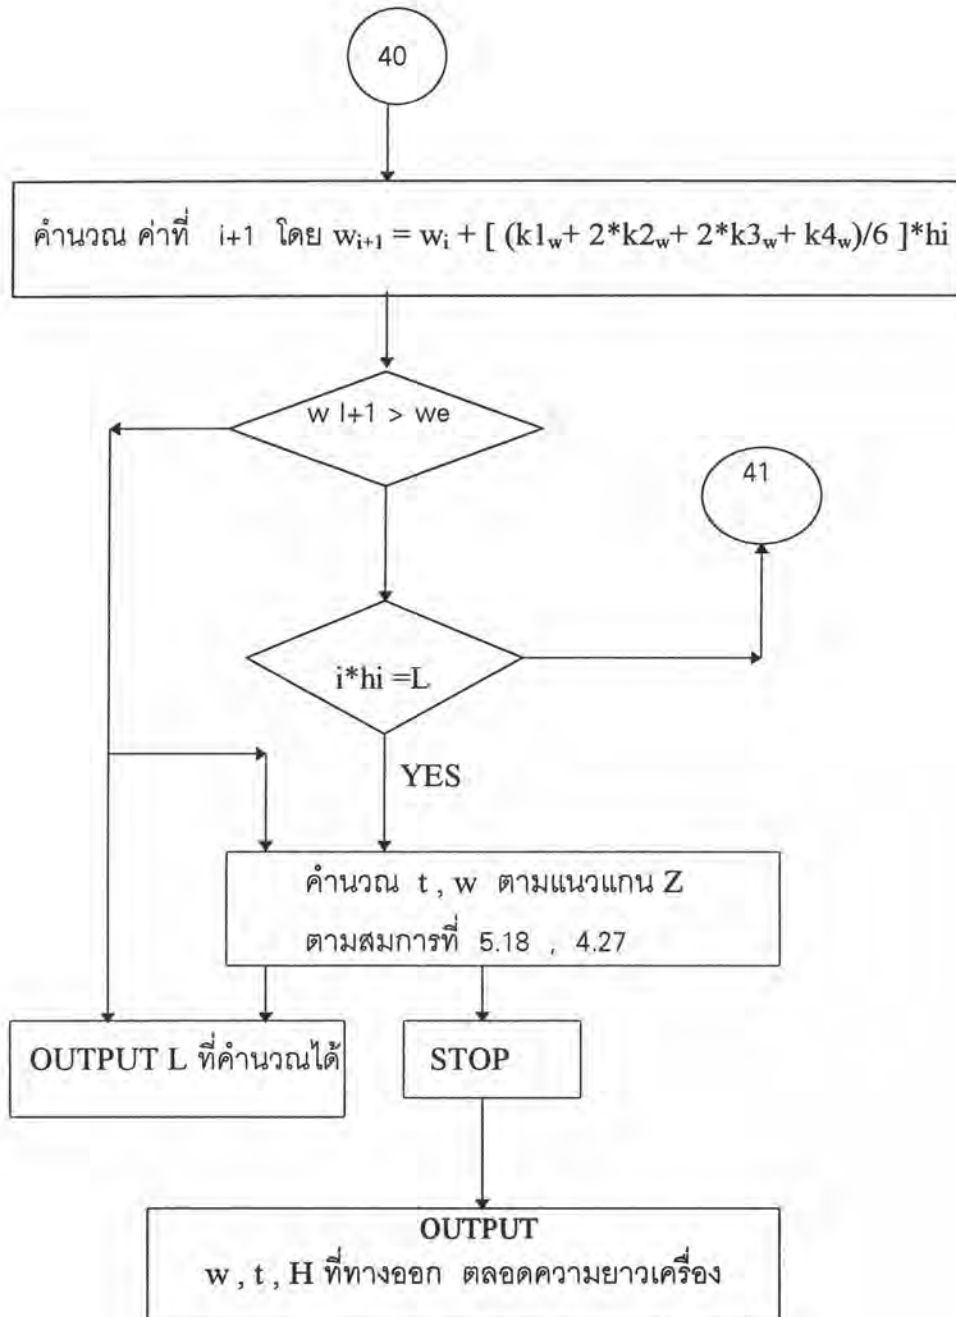 40
คำนวณ ค่าที่ i+1 โดย wᵢ₊₁ = wᵢ + [ (k1w+ 2*k2w+ 2*k3w+ k4w)/6 ]*hi
w I+1 > we
41
i*hi =L
YES
คำนวณ t , w ตามแนวแกน Z
ตามสมการที่ 5.18 , 4.27
OUTPUT L ที่คำนวณได้
STOP
OUTPUT
w , t , H ที่ทางออก ตลอดความยาวเครื่อง